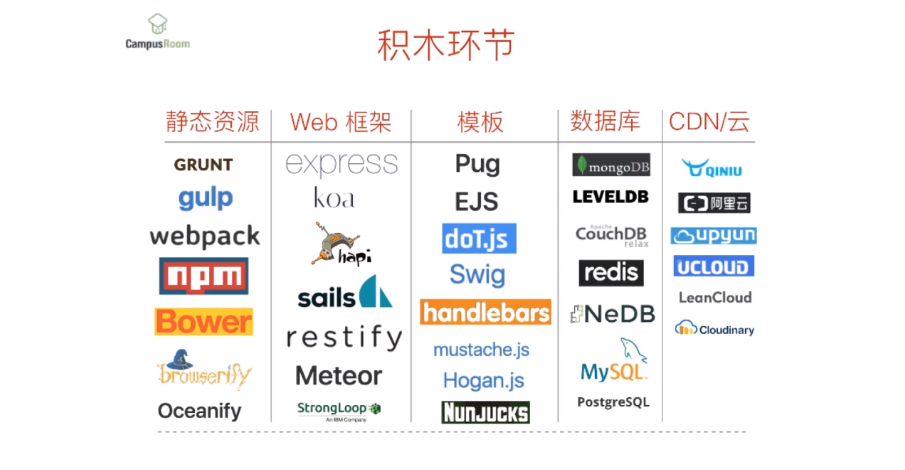 CampusRoom
积木环节
静态资源
Web 框架
模板
数据库
CDN/云
GRUNT
express
Pug
mongoDB
QINIU
gulp
koa
EJS
LEVELDB
阿里云
webpack
hapi
doT.js
Apache
CouchDB
relax
upyun
npm
sails
Swig
redis
UCLOUD
Bower
restify
handlebars
NeDB
LeanCloud
browserify
Meteor
mustache.js
MySQL
Cloudinary
Oceanify
StrongLoop
An IBM Company
Hogan.js
PostgreSQL
NUNJUCKS